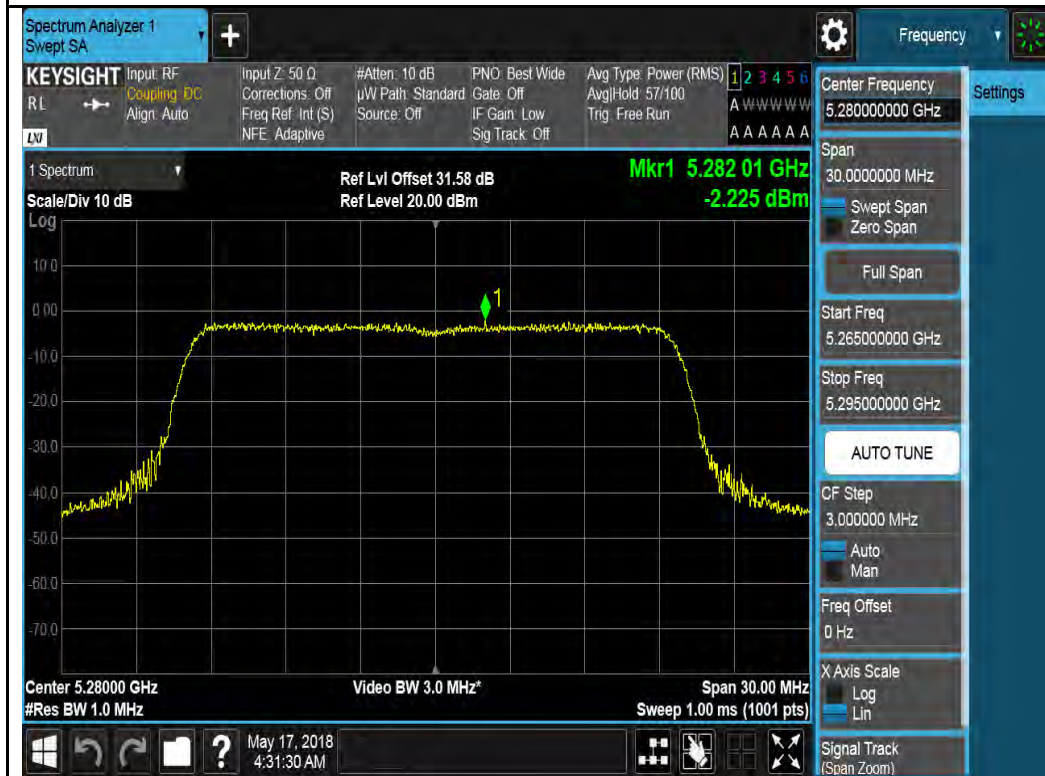 Spectrum Analyzer 1
Swept SA
+
Frequency
KEYSIGHT
RL
LXI
Input: RF
Coupling: DC
Align: Auto
Input Z: 50 Ω
Corrections: Off
Freq Ref: Int (S)
NFE: Adaptive
#Atten: 10 dB
µW Path: Standard
Source: Off
PNO: Best Wide
Gate: Off
IF Gain: Low
Sig Track: Off
Avg Type: Power (RMS)
Avg|Hold: 57/100
Trig: Free Run
1 2 3 4 5 6
A W W W W W
A A A A A A
1 Spectrum
Scale/Div 10 dB
Log
Ref Lvl Offset 31.58 dB
Ref Level 20.00 dBm
Mkr1 5.282 01 GHz
-2.225 dBm
1
10.0
0.00
-10.0
-20.0
-30.0
-40.0
-50.0
-60.0
-70.0
Center 5.28000 GHz
#Res BW 1.0 MHz
Video BW 3.0 MHz*
Span 30.00 MHz
Sweep 1.00 ms (1001 pts)
?
May 17, 2018
4:31:30 AM
Center Frequency
5.280000000 GHz
Span
30.0000000 MHz
Swept Span
Zero Span
Full Span
Start Freq
5.265000000 GHz
Stop Freq
5.295000000 GHz
AUTO TUNE
CF Step
3.000000 MHz
Auto
Man
Freq Offset
0 Hz
X Axis Scale
Log
Lin
Signal Track
(Span Zoom)
Settings